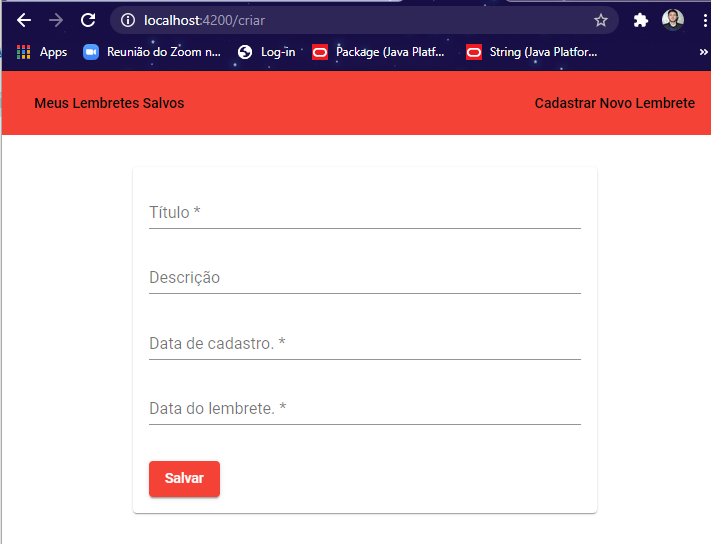 localhost:4200/criar
Apps Reunião do Zoom n... Log-in Package (Java Platf... String (Java Platfor... »
Meus Lembretes Salvos Cadastrar Novo Lembrete
Título *
Descrição
Data de cadastro. *
Data do lembrete. *
Salvar